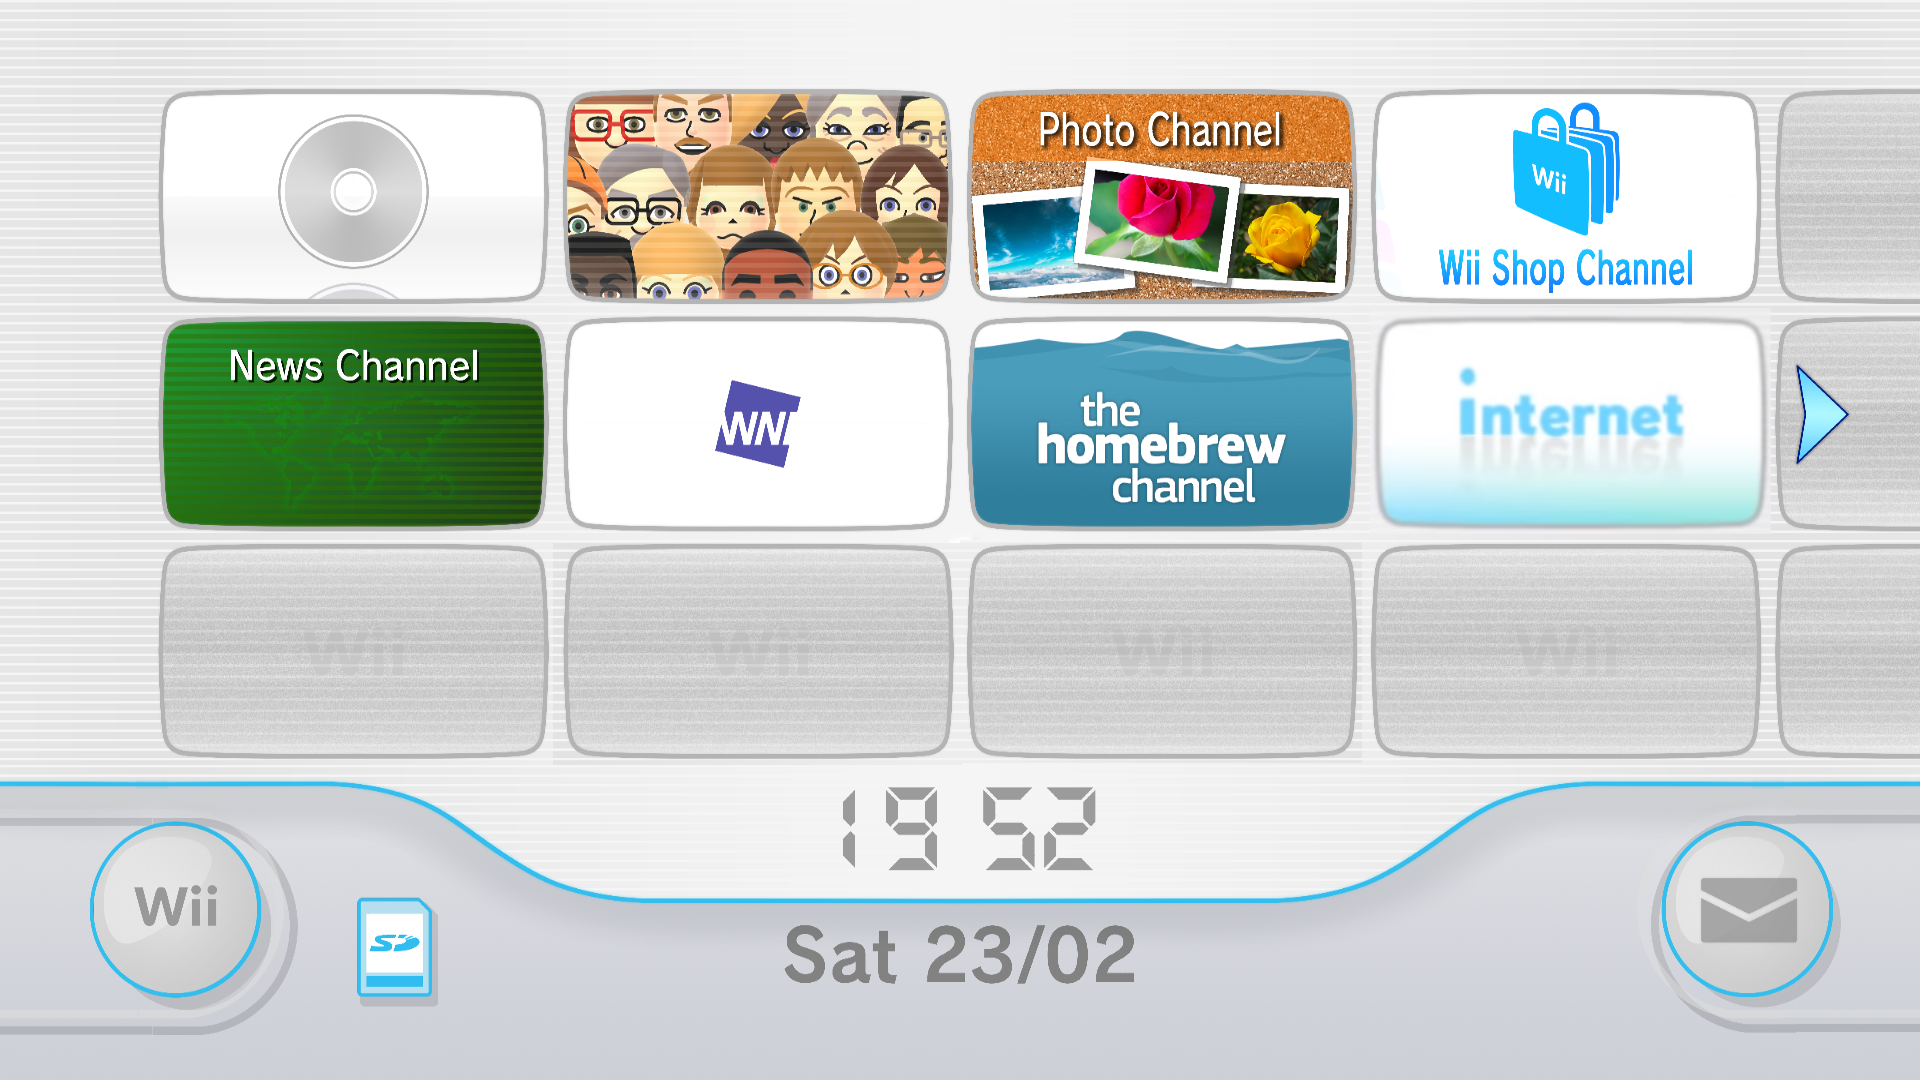 Photo Channel
Wii
Wii Shop Channel
News Channel
WNI
the
homebrew
channel
internet
Wii
Wii
Wii
Wii
19 52
Wii
SD
Sat 23/02